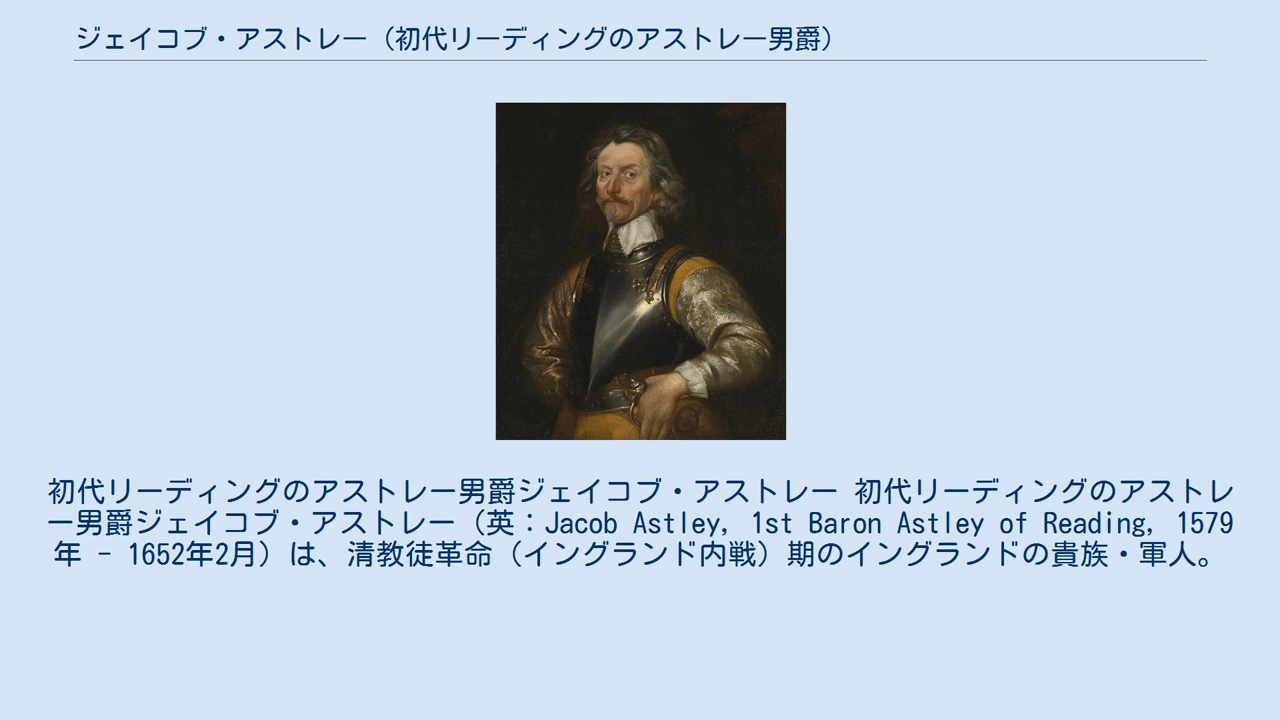 ジェイコブ・アストレー（初代リーディングのアストレー男爵）
初代リーディングのアストレー男爵ジェイコブ・アストレー 初代リーディングのアストレ
ー男爵ジェイコブ・アストレー（英：Jacob Astley, 1st Baron Astley of Reading, 1579
年 - 1652年2月）は、清教徒革命（イングランド内戦）期のイングランドの貴族・軍人。